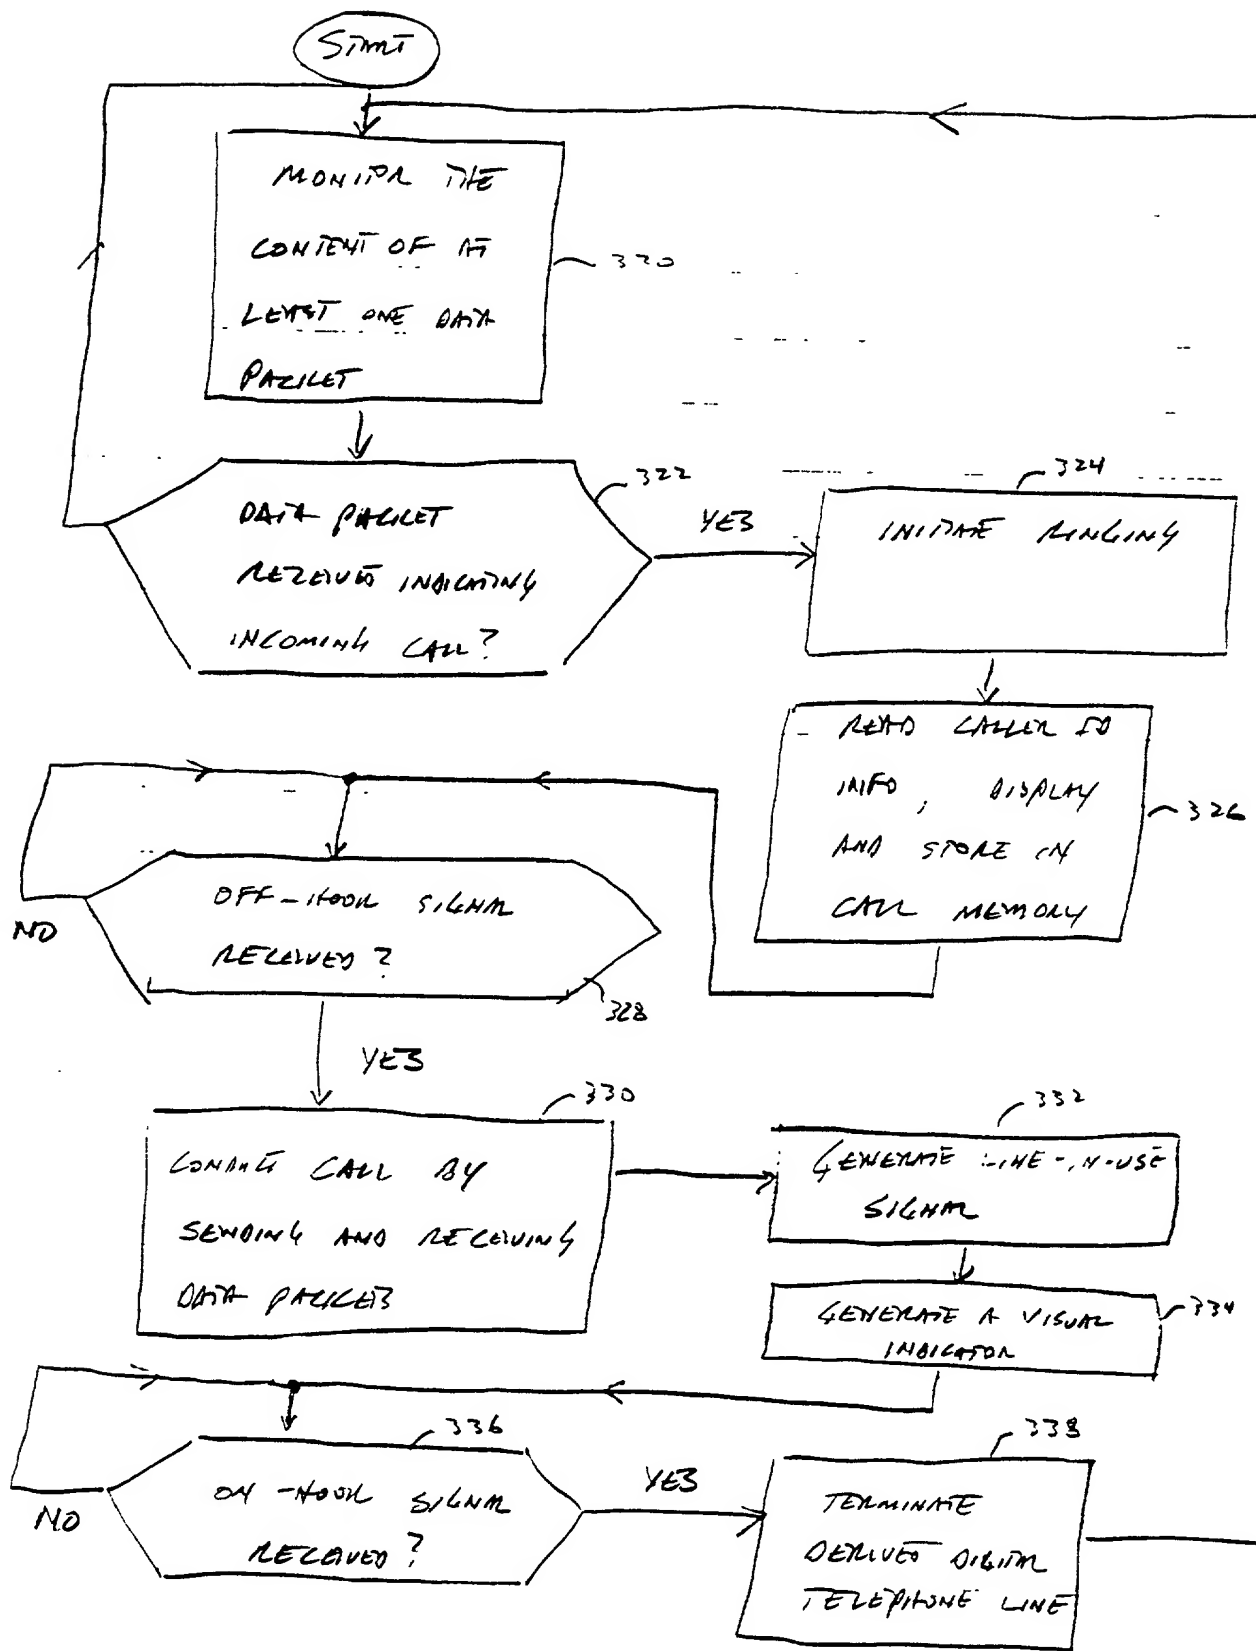 START
MONITOR THE
CONTENT OF AT
LEAST ONE DATA
PACKET
320
DATA PACKET
RECEIVED INDICATING
INCOMING CALL?
322
YES
324
INITIATE RINGING
READ CALLER ID
INFO, DISPLAY
AND STORE IN
CALL MEMORY
326
OFF-HOOK SIGNAL
RECEIVED?
NO
328
YES
330
CONDUCT CALL BY
SENDING AND RECEIVING
DATA PACKETS
332
GENERATE LINE-IN-USE
SIGNAL
GENERATE A VISUAL
INDICATOR
334
336
ON-HOOK SIGNAL
RECEIVED?
NO
YES
338
TERMINATE
DERIVED DIGITAL
TELEPHONE LINE